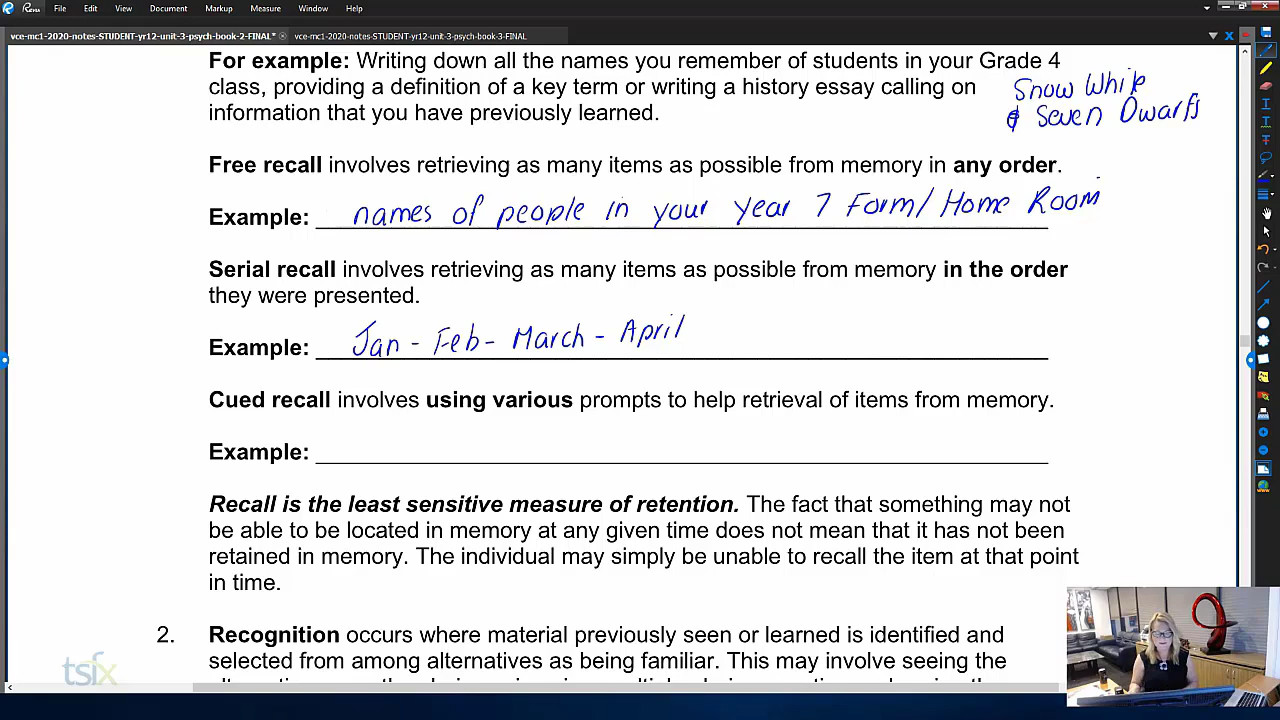 File Edit View Document Markup Measure Window Help
vce-mc1-2020-notes-STUDENT-yr12-unit-3-psych-book-2-FINAL* vce-mc1-2020-notes-STUDENT-yr12-unit-3-psych-book-3-FINAL
For example: Writing down all the names you remember of students in your Grade 4
class, providing a definition of a key term or writing a history essay calling on
information that you have previously learned.
Snow White
& Seven Dwarfs
Free recall involves retrieving as many items as possible from memory in any order.
Example: names of people in your year 7 Form/Home Room
Serial recall involves retrieving as many items as possible from memory in the order
they were presented.
Example: Jan - Feb - March - April
Cued recall involves using various prompts to help retrieval of items from memory.
Example:
Recall is the least sensitive measure of retention. The fact that something may not
be able to be located in memory at any given time does not mean that it has not been
retained in memory. The individual may simply be unable to recall the item at that point
in time.
2. Recognition occurs where material previously seen or learned is identified and
selected from among alternatives as being familiar. This may involve seeing the
tsfx